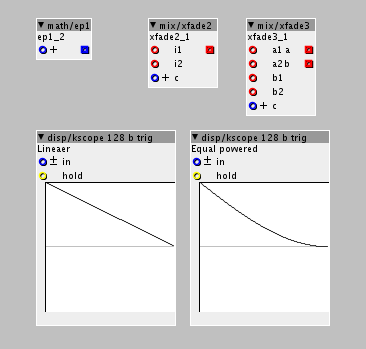 math/ep1
ep1_2
+
mix/xfade2
xfade2_1
i1
i2
+ c
mix/xfade3
xfade3_1
a1 a
a2 b
b1
b2
+ c
disp/kscope 128 b trig
Lineaer
± in
hold
disp/kscope 128 b trig
Equal powered
± in
hold